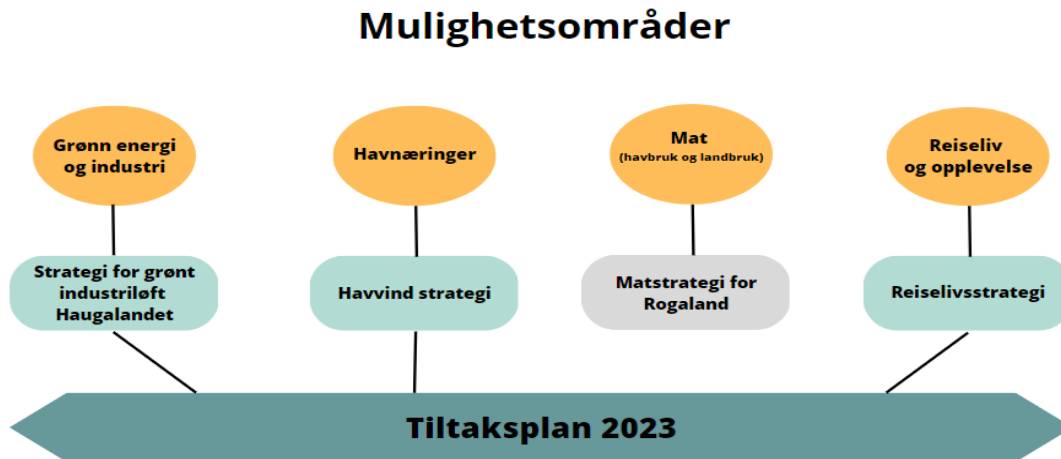 Mulighetsområder
Grønn energi
og industri
Havnæringer
Mat
(havbruk og landbruk)
Reiseliv
og opplevelse
Strategi for grønt
industriløft
Haugalandet
Havvind strategi
Matstrategi for
Rogaland
Reiselivsstrategi
Tiltaksplan 2023